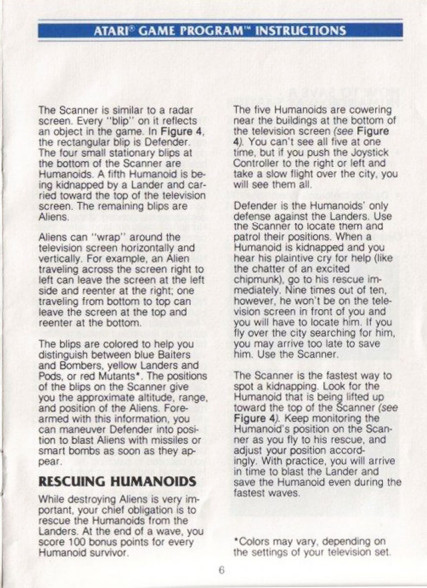 ATARI® GAME PROGRAM™ INSTRUCTIONS
The Scanner is similar to a radar
screen. Every "blip" on it reflects
an object in the game. In Figure 4,
the rectangular blip is Defender.
The four small stationary blips at
the bottom of the Scanner are
Humanoids. A fifth Humanoid is be-
ing kidnapped by a Lander and car-
ried toward the top of the television
screen. The remaining blips are
Aliens.
Aliens can "wrap" around the
television screen horizontally and
vertically. For example, an Alien
traveling across the screen right to
left can leave the screen at the left
side and reenter at the right; one
traveling from bottom to top can
leave the screen at the top and
reenter at the bottom.
The blips are colored to help you
distinguish between blue Baiters
and Bombers, yellow Landers and
Pods, or red Mutants*. The positions
of the blips on the Scanner give
you the approximate altitude, range,
and position of the Aliens. Fore-
armed with this information, you
can maneuver Defender into posi-
tion to blast Aliens with missiles or
smart bombs as soon as they ap-
pear.
RESCUING HUMANOIDS
While destroying Aliens is very im-
portant, your chief obligation is to
rescue the Humanoids from the
Landers. At the end of a wave, you
score 100 bonus points for every
Humanoid survivor.
The five Humanoids are cowering
near the buildings at the bottom of
the television screen (see Figure
4). You can't see all five at one
time, but if you push the Joystick
Controller to the right or left and
take a slow flight over the city, you
will see them all.
Defender is the Humanoids' only
defense against the Landers. Use
the Scanner to locate them and
patrol their positions. When a
Humanoid is kidnapped and you
hear his plaintive cry for help (like
the chatter of an excited
chipmunk), go to his rescue im-
mediately. Nine times out of ten,
however, he won't be on the tele-
vision screen in front of you and
you will have to locate him. If you
fly over the city searching for him,
you may arrive too late to save
him. Use the Scanner.
The Scanner is the fastest way to
spot a kidnapping. Look for the
Humanoid that is being lifted up
toward the top of the Scanner (see
Figure 4). Keep monitoring the
Humanoid's position on the Scan-
ner as you fly to his rescue, and
adjust your position accord-
ingly. With practice, you will arrive
in time to blast the Lander and
save the Humanoid even during the
fastest waves.
*Colors may vary, depending on
the settings of your television set.
6